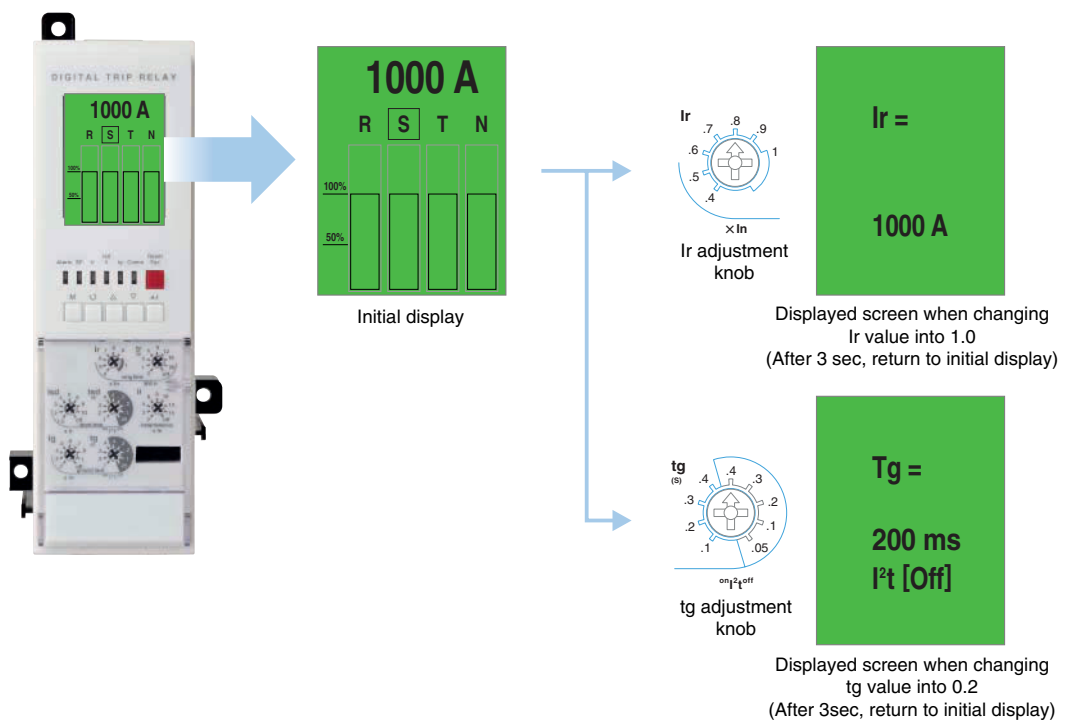 DIGITAL TRIP RELAY
1000 A
R S T N
100%
50%
1000 A
R S T N
100%
50%
Initial display
Ir
.4 .5 .6 .7 .8 .9 1
×In
Ir adjustment
knob
Ir =
1000 A
Displayed screen when changing
Ir value into 1.0
(After 3 sec, return to initial display)
tg
(S)
.1 .2 .3 .4 .4 .3 .2 .1 .05
on I²t off
tg adjustment
knob
Tg =
200 ms
I²t [Off]
Displayed screen when changing
tg value into 0.2
(After 3sec, return to initial display)